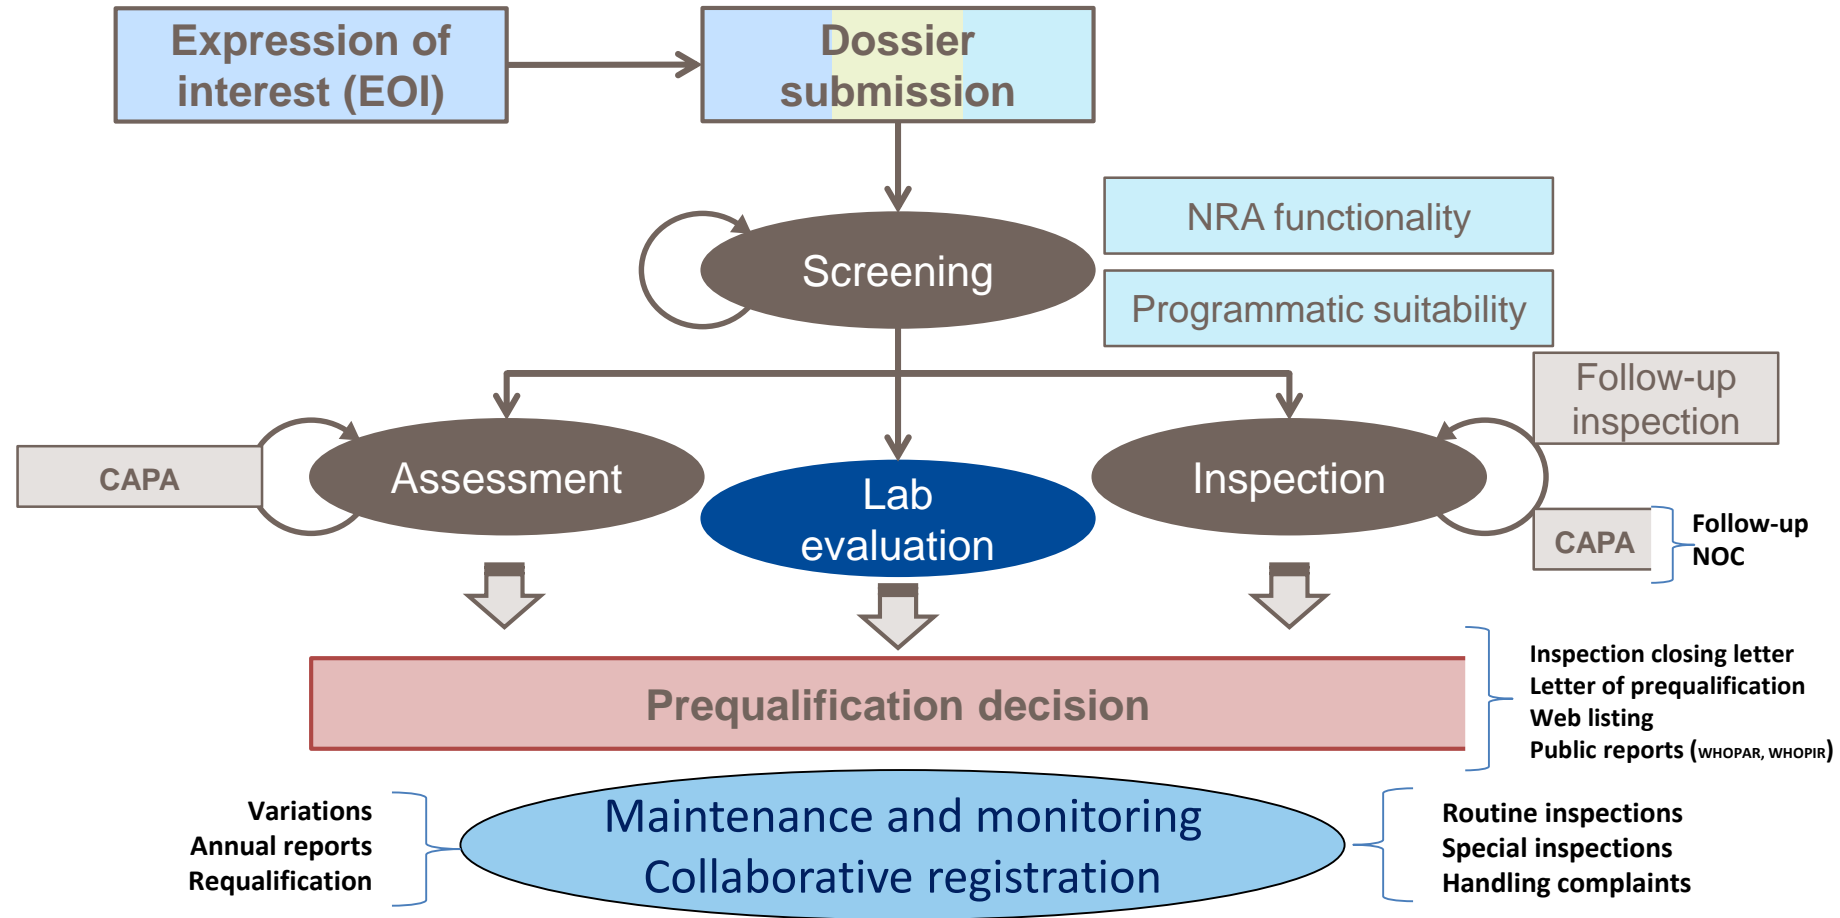 Expression of
interest (EOI)
Dossier
submission
NRA functionality
Screening
Programmatic suitability
Follow-up
inspection
CAPA
Assessment
Lab
evaluation
Inspection
CAPA
Follow-up
NOC
Prequalification decision
Inspection closing letter
Letter of prequalification
Web listing
Public reports (WHOPAR, WHOPIR)
Variations
Annual reports
Requalification
Maintenance and monitoring
Collaborative registration
Routine inspections
Special inspections
Handling complaints